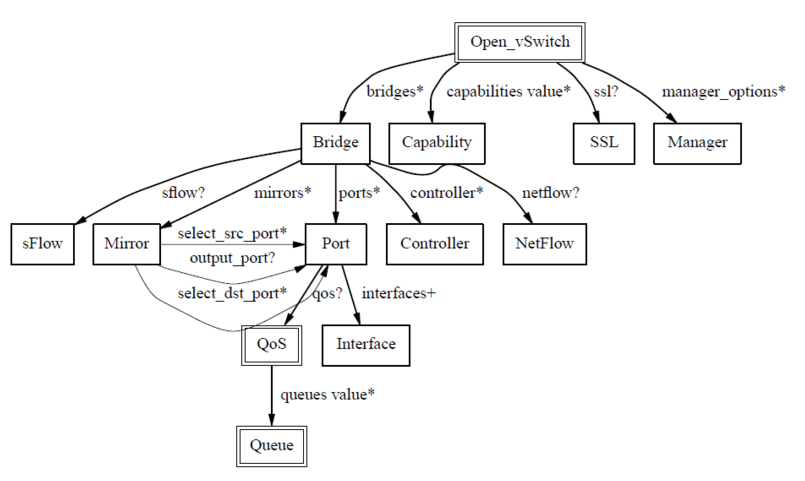 Open_vSwitch
bridges* capabilities value* ssl? manager_options*
Bridge Capability SSL Manager
sflow? mirrors* ports* controller* netflow?
sFlow Mirror select_src_port* Port Controller NetFlow
output_port?
select_dst_port* qos? interfaces+
QoS Interface
queues value*
Queue